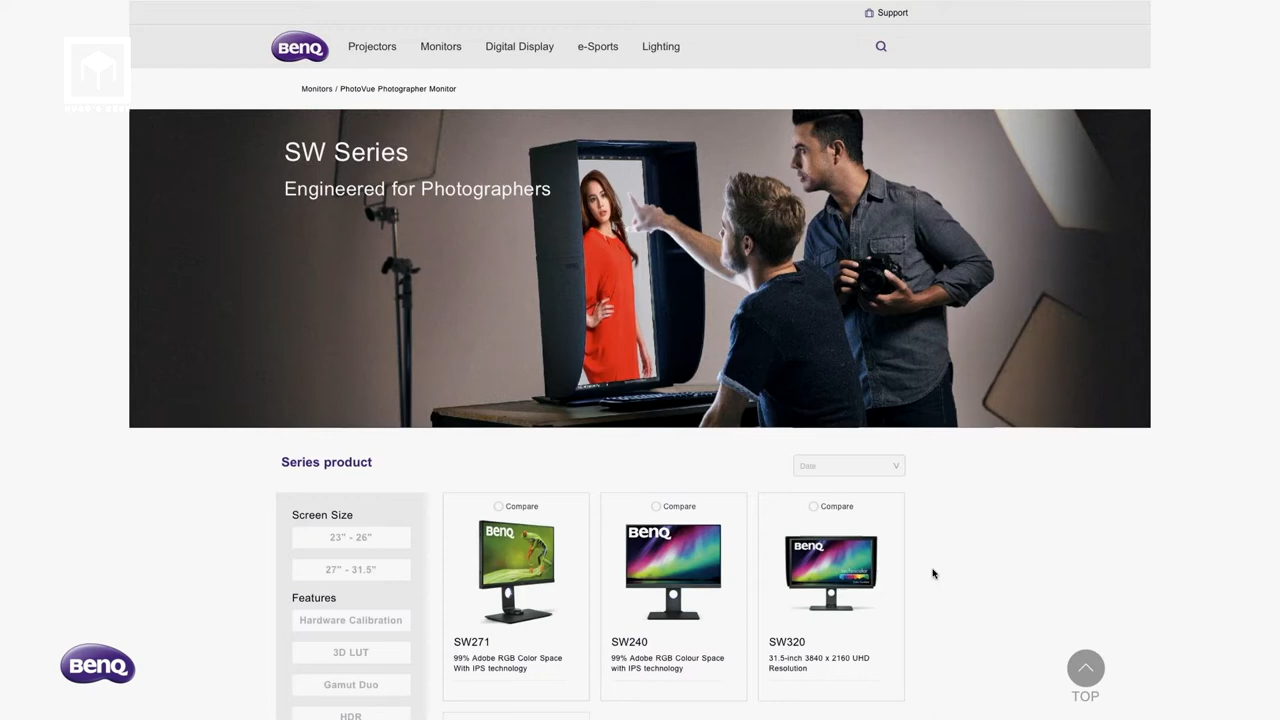 Support
BenQ
Projectors
Monitors
Digital Display
e-Sports
Lighting
Monitors / PhotoVue Photographer Monitor
SW Series
Engineered for Photographers
Series product
Date
Screen Size
23" - 26"
27" - 31.5"
Features
Hardware Calibration
3D LUT
Gamut Duo
HDR
Compare
BenQ
SW271
99% Adobe RGB Color Space
With IPS technology
Compare
BenQ
SW240
99% Adobe RGB Colour Space
with IPS technology
Compare
BenQ
technicolor
SW320
31.5-inch 3840 x 2160 UHD
Resolution
BenQ
TOP